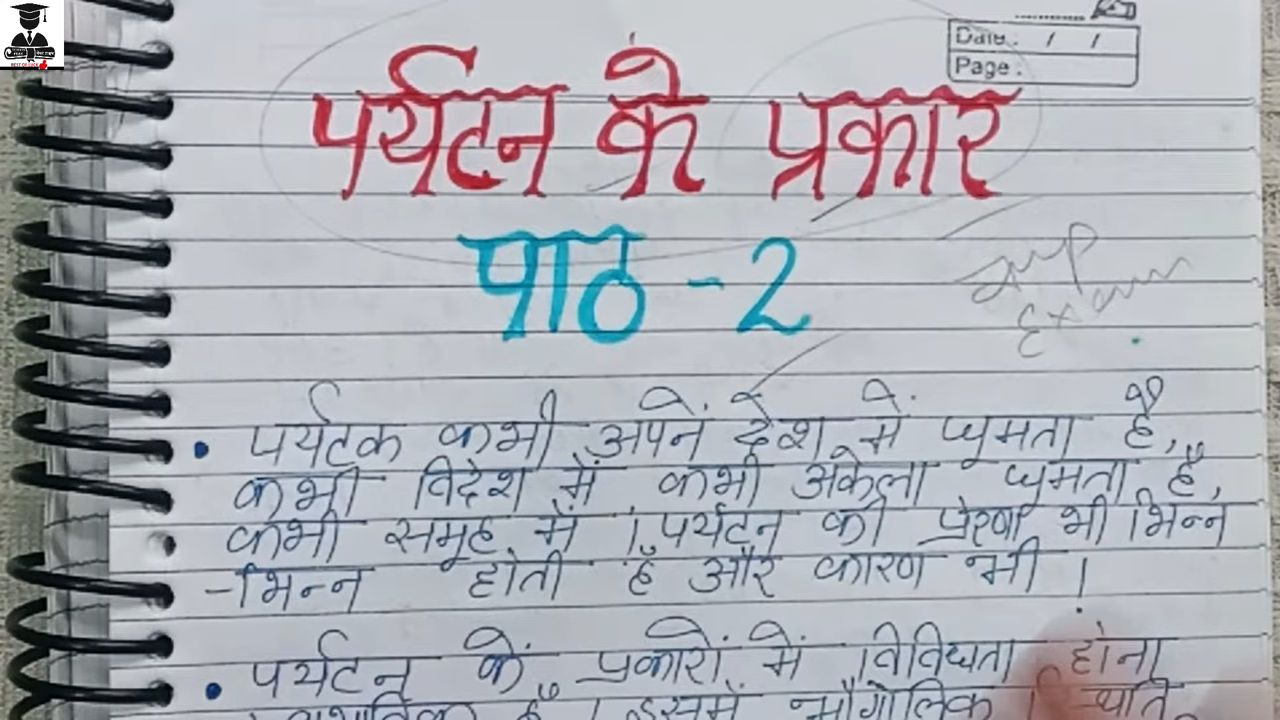 Date : / /
Page :
पर्यटन के प्रकार
पाठ - 2
Exam
• पर्यटक कभी अपनें देश में घूमता है,
कभी विदेश में कभी अकेला घूमता है,
कभी समूह में । पर्यटन की प्रेरणा भी भिन्न
-भिन्न होती है और कारण भी ।
• पर्यटन के प्रकारों में विविधता होना
है । इसमें भौगोलिक